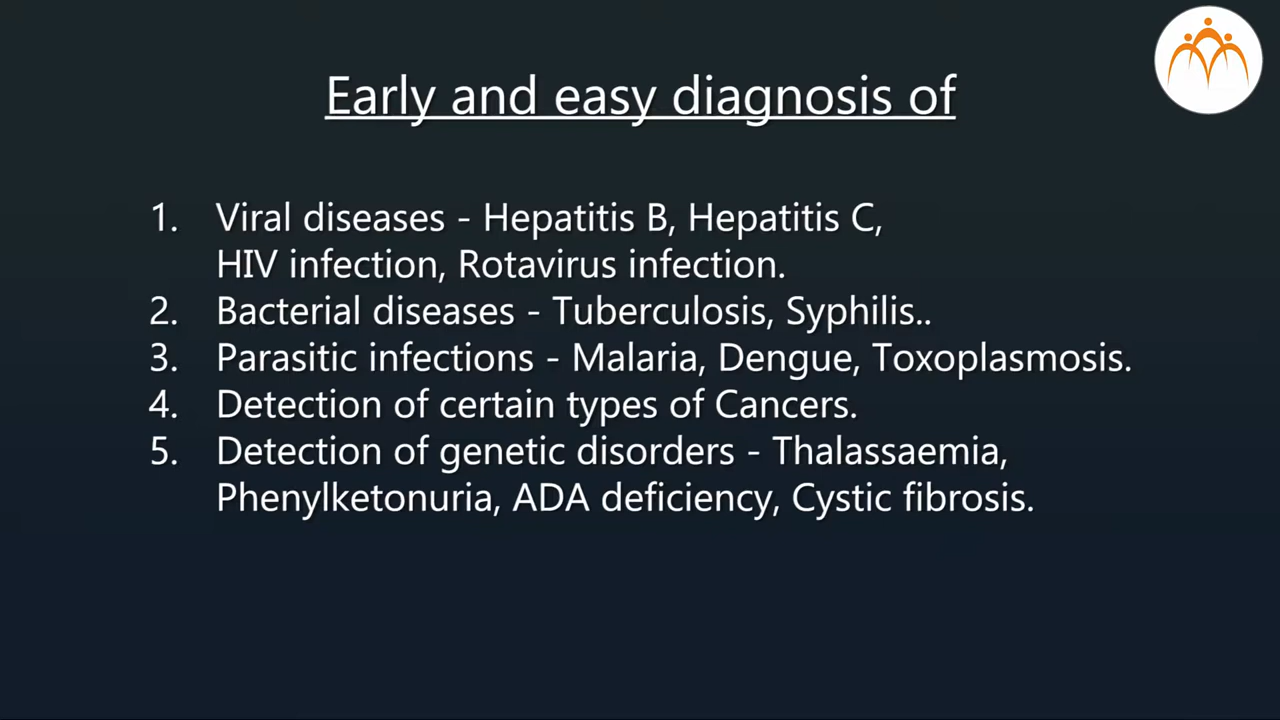 Early and easy diagnosis of
1. Viral diseases - Hepatitis B, Hepatitis C,
HIV infection, Rotavirus infection.
2. Bacterial diseases - Tuberculosis, Syphilis..
3. Parasitic infections - Malaria, Dengue, Toxoplasmosis.
4. Detection of certain types of Cancers.
5. Detection of genetic disorders - Thalassaemia,
Phenylketonuria, ADA deficiency, Cystic fibrosis.